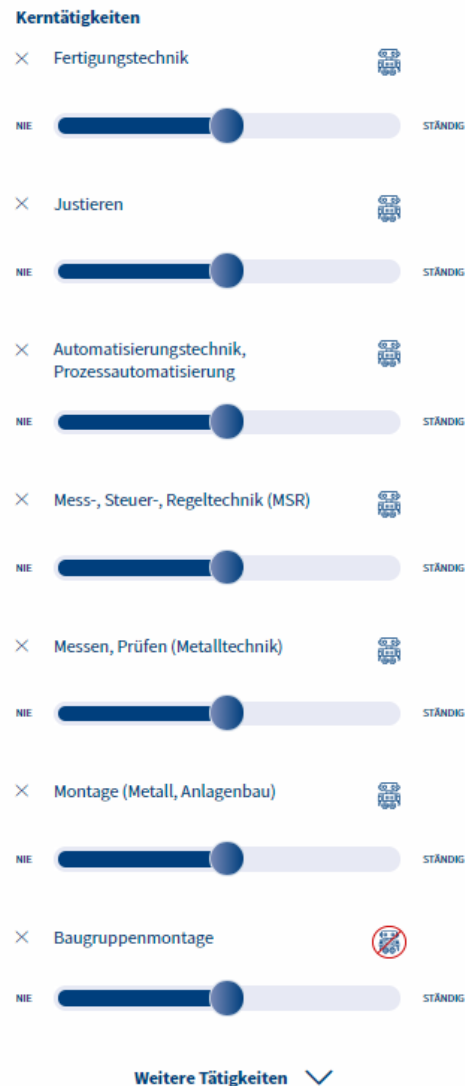 Kerntätigkeiten
Fertigungstechnik
NIE STÄNDIG
Justieren
NIE STÄNDIG
Automatisierungstechnik,
Prozessautomatisierung
NIE STÄNDIG
Mess-, Steuer-, Regeltechnik (MSR)
NIE STÄNDIG
Messen, Prüfen (Metalltechnik)
NIE STÄNDIG
Montage (Metall, Anlagenbau)
NIE STÄNDIG
Baugruppenmontage
NIE STÄNDIG
Weitere Tätigkeiten